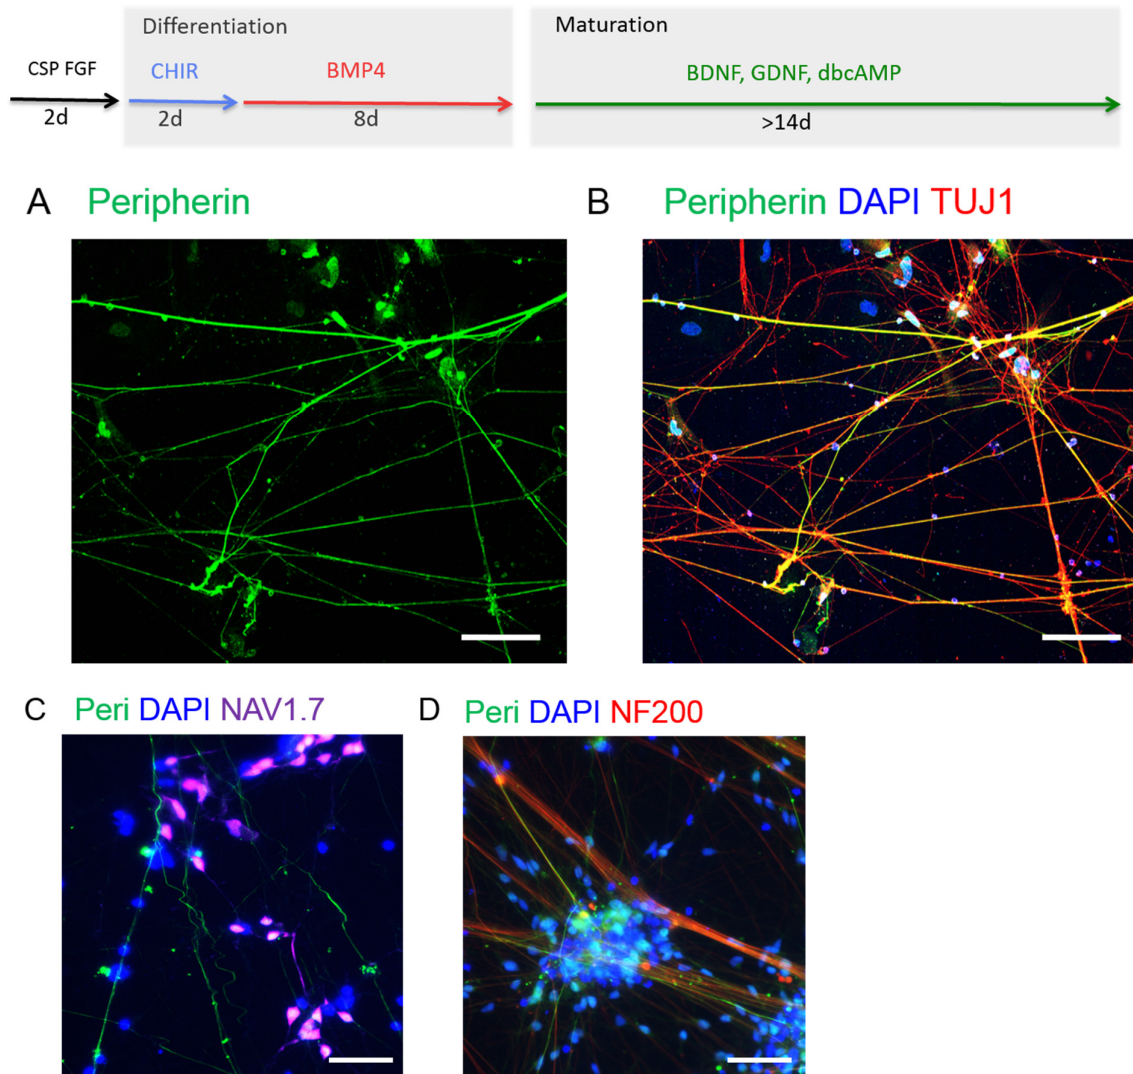 Differentiation
Maturation
CSP FGF
CHIR
BMP4
BDNF, GDNF, dbcAMP
2d
2d
8d
>14d
A Peripherin
B Peripherin DAPI TUJ1
C Peri DAPI NAV1.7
D Peri DAPI NF200